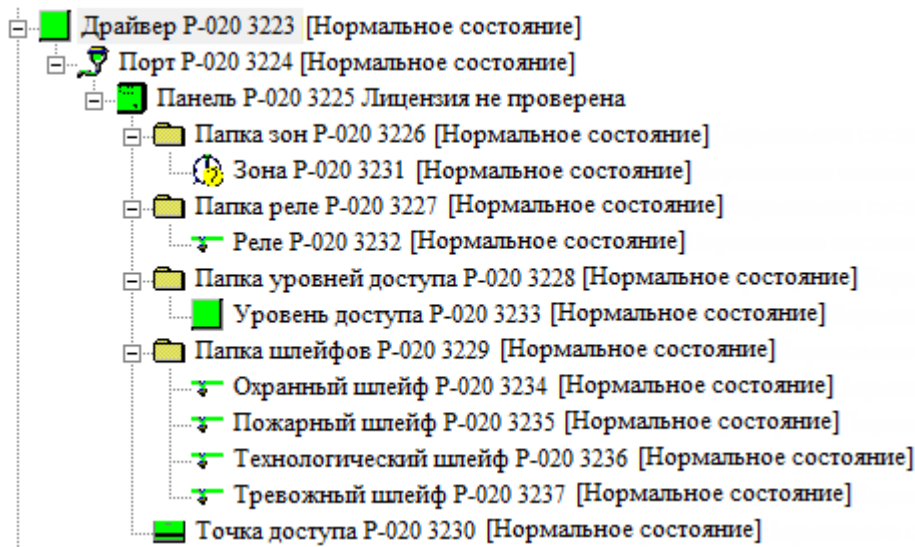 Драйвер Р-020 3223 [Нормальное состояние]
Порт Р-020 3224 [Нормальное состояние]
Панель Р-020 3225 Лицензия не проверена
Папка зон Р-020 3226 [Нормальное состояние]
Зона Р-020 3231 [Нормальное состояние]
Папка реле Р-020 3227 [Нормальное состояние]
Реле Р-020 3232 [Нормальное состояние]
Папка уровней доступа Р-020 3228 [Нормальное состояние]
Уровень доступа Р-020 3233 [Нормальное состояние]
Папка шлейфов Р-020 3229 [Нормальное состояние]
Охранный шлейф Р-020 3234 [Нормальное состояние]
Пожарный шлейф Р-020 3235 [Нормальное состояние]
Технологический шлейф Р-020 3236 [Нормальное состояние]
Тревожный шлейф Р-020 3237 [Нормальное состояние]
Точка доступа Р-020 3230 [Нормальное состояние]